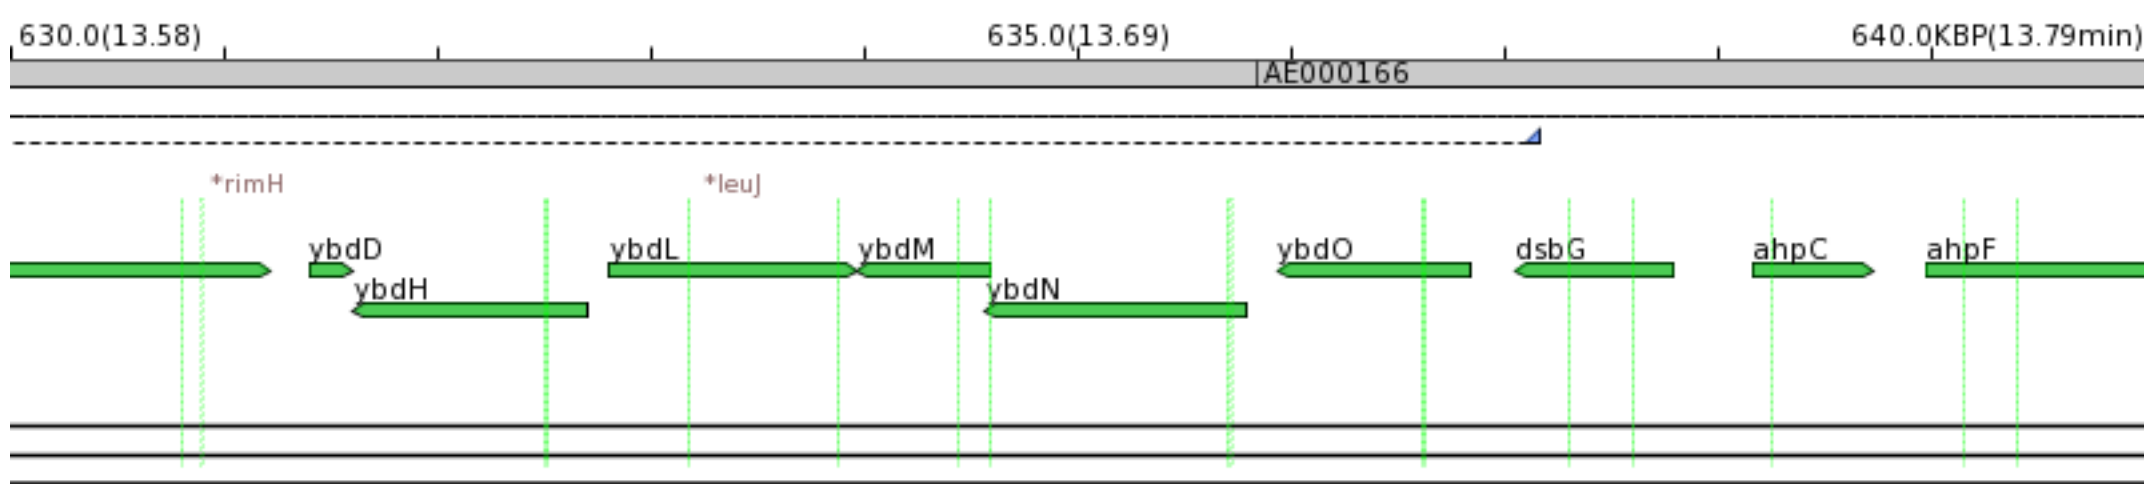 630.0(13.58) 635.0(13.69) 640.0KBP(13.79min)
AE000166
*rimH *leuJ
ybdD ybdL ybdM ybdO dsbG ahpC ahpF
ybdH ybdN